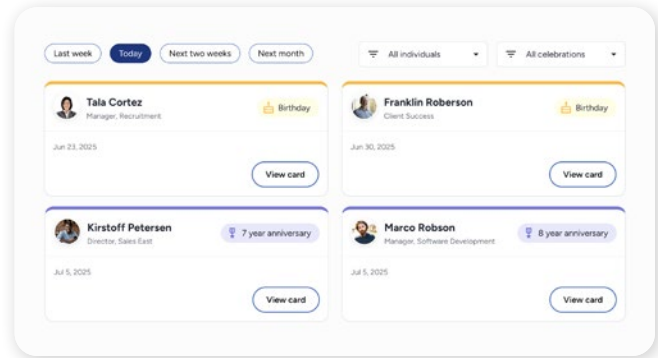 Last week
Today
Next two weeks
Next month
All individuals
All celebrations
Tala Cortez
Manager, Recruitment
Birthday
Jun 23, 2025
View card
Franklin Roberson
Client Success
Birthday
Jun 30, 2025
View card
Kirstoff Petersen
Director, Sales East
7 year anniversary
Jul 5, 2025
View card
Marco Robson
Manager, Software Development
8 year anniversary
Jul 5, 2025
View card